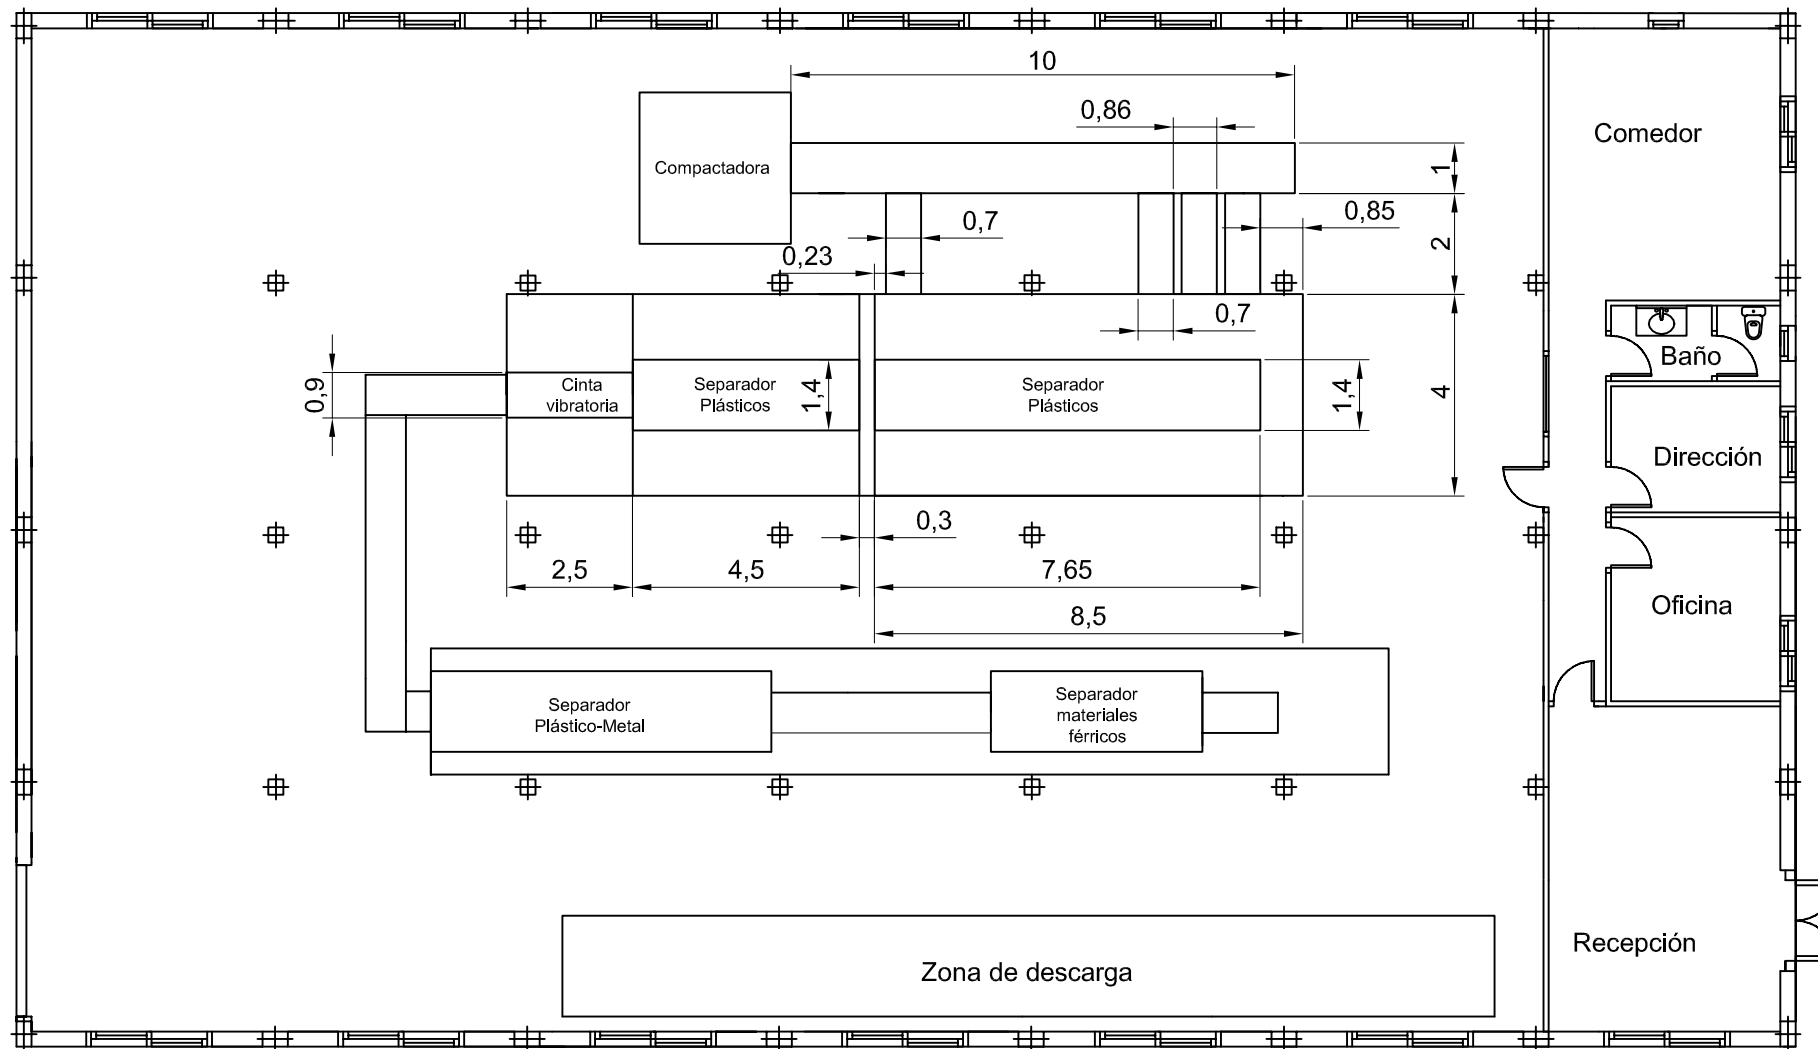 10
0,86
Comedor
Compactadora
1
0,7
0,85
0,23
2
0,7
Baño
0,9
Cinta
vibratoria
Separador
Plásticos
1,4
Separador
Plásticos
1,4
4
Dirección
0,3
2,5
4,5
7,65
8,5
Oficina
Separador
Plástico-Metal
Separador
materiales
férricos
Recepción
Zona de descarga